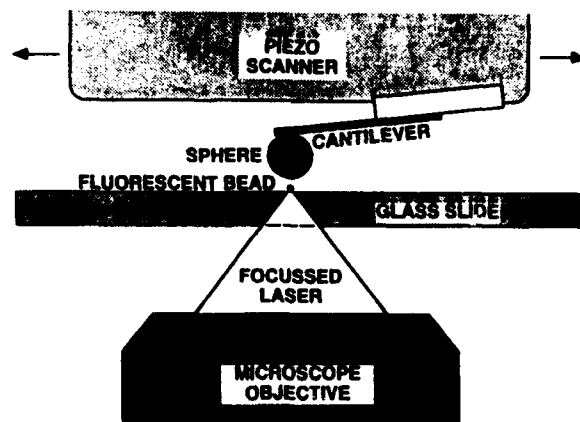 PIEZO
SCANNER
CANTILEVER
SPHERE
FLUORESCENT BEAD
GLASS SLIDE
FOCUSSED
LASER
MICROSCOPE
OBJECTIVE